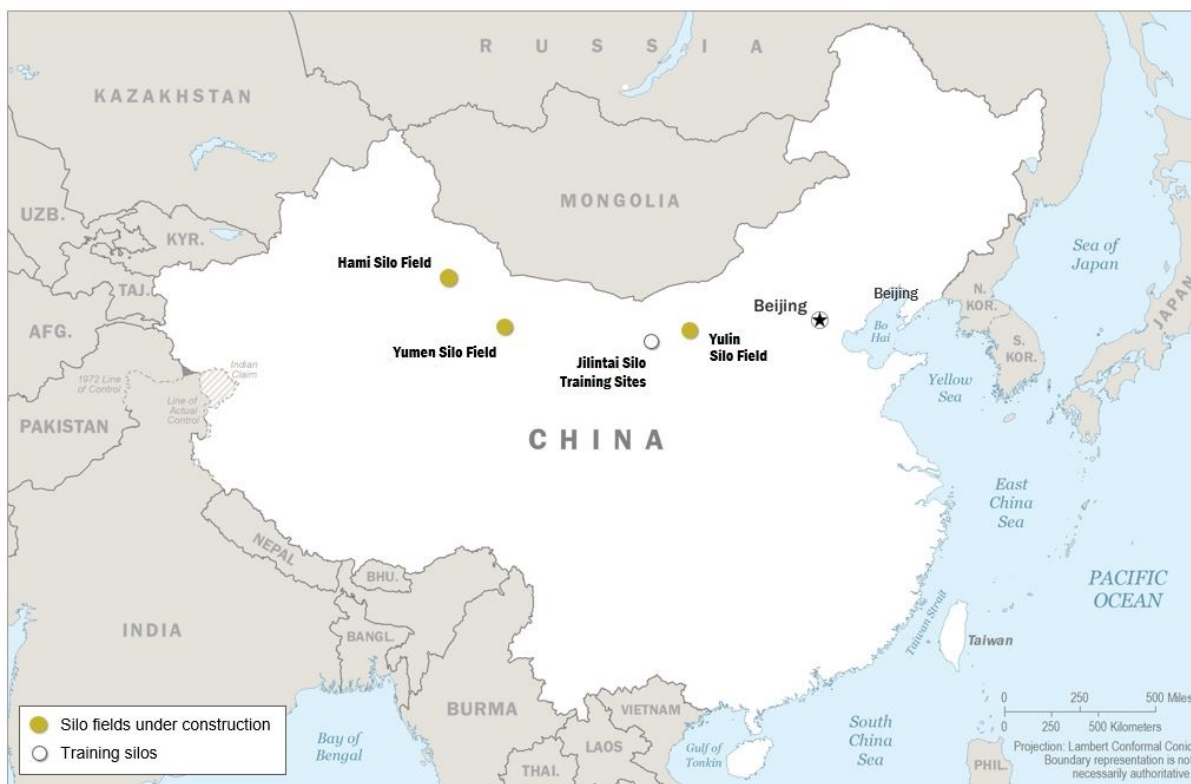 RUSSIA
KAZAKHSTAN
MONGOLIA
UZB.
KYR.
Sea of
Japan
Hami Silo Field
TAJ.
Beijing
Beijing
N.
KOR.
JAPAN
AFG.
Yumen Silo Field
Jilintai Silo
Training Sites
Yulin
Silo Field
Bo
Hai
S.
KOR.
Indian
Claim
1972 Line
of Control
Line of
Actual
Control
Yellow
Sea
PAKISTAN
CHINA
East
China
Sea
NEPAL
BHU.
PACIFIC
OCEAN
INDIA
BANGL.
Taiwan Strait
Taiwan
BURMA
VIETNAM
LAOS
THAI.
Gulf of
Tonkin
South
China
Sea
Bay of
Bengal
PHIL.
0 250 500 Miles
0 250 500 Kilometers
Projection: Lambert Conformal Conic
Boundary representation is not
necessarily authoritative
Silo fields under construction
Training silos